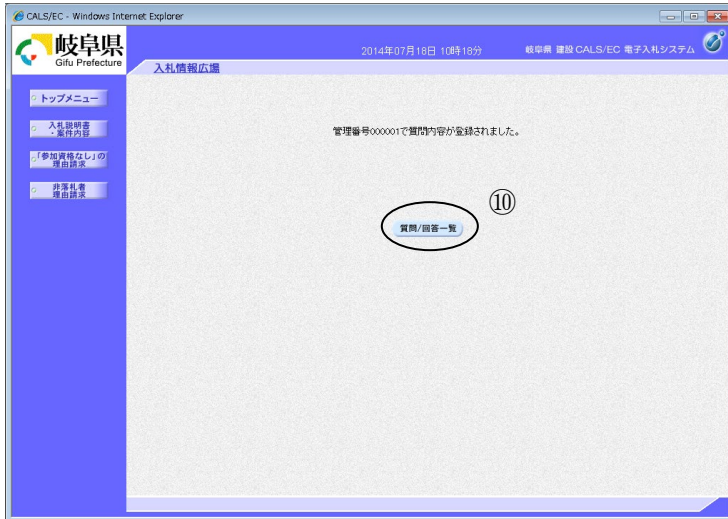 CALS/EC - Windows Internet Explorer
岐阜県
Gifu Prefecture
2014年07月18日 10時18分
岐阜県 建設 CALS/EC 電子入札システム
入札情報広場
トップメニュー
入札説明書
・案件内容
「参加資格なし」の
理由請求
非落札者
理由請求
管理番号000001で質問内容が登録されました。
⑩
質問/回答一覧